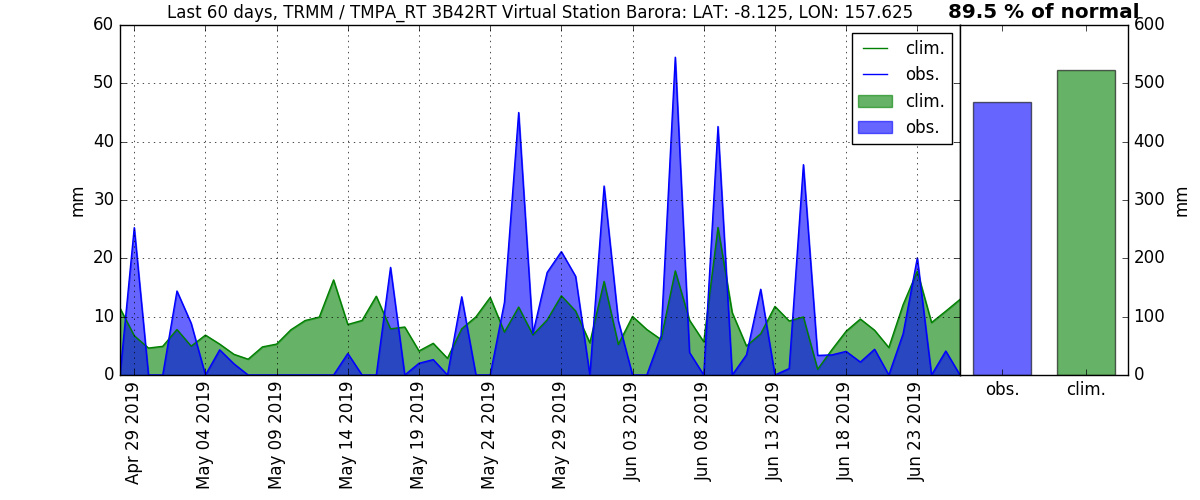 Last 60 days, TRMM / TMPA_RT 3B42RT Virtual Station Barora: LAT: -8.125, LON: 157.625
89.5 % of normal
60
50
40
30
20
10
0
mm
clim.
obs.
clim.
obs.
600
500
400
300
200
100
0
mm
Apr 29 2019
May 04 2019
May 09 2019
May 14 2019
May 19 2019
May 24 2019
May 29 2019
Jun 03 2019
Jun 08 2019
Jun 13 2019
Jun 18 2019
Jun 23 2019
obs.
clim.